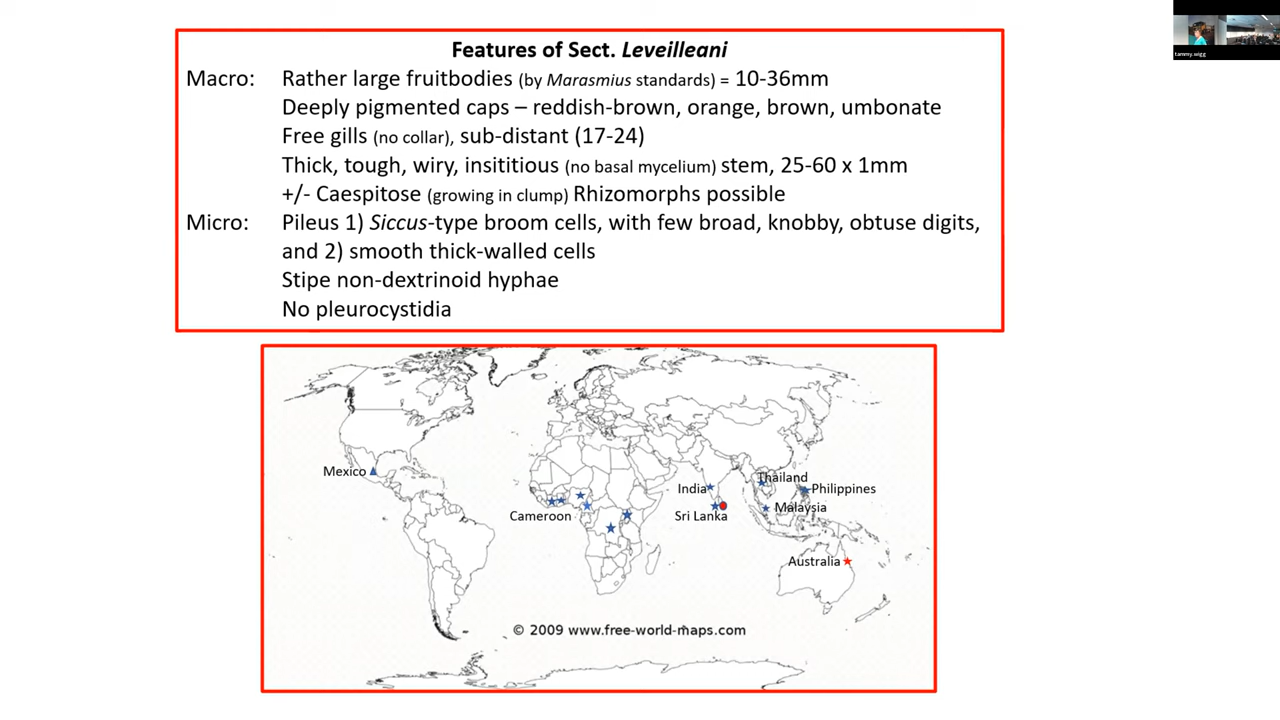 Features of Sect. Leveilleani
Macro: Rather large fruitbodies (by Marasmius standards) = 10-36mm
Deeply pigmented caps – reddish-brown, orange, brown, umbonate
Free gills (no collar), sub-distant (17-24)
Thick, tough, wiry, insititious (no basal mycelium) stem, 25-60 x 1mm
+/- Caespitose (growing in clump) Rhizomorphs possible
Micro: Pileus 1) Siccus-type broom cells, with few broad, knobby, obtuse digits,
and 2) smooth thick-walled cells
Stipe non-dextrinoid hyphae
No pleurocystidia
Mexico
Cameroon
India
Sri Lanka
Thailand
Philippines
Malaysia
Australia
© 2009 www.free-world-maps.com
tammy.wigg